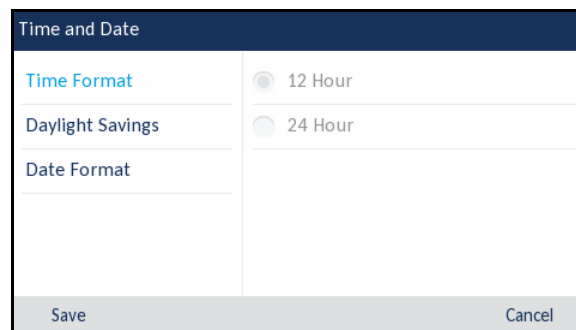 Time and Date
Time Format
12 Hour
Daylight Savings
24 Hour
Date Format
Save
Cancel